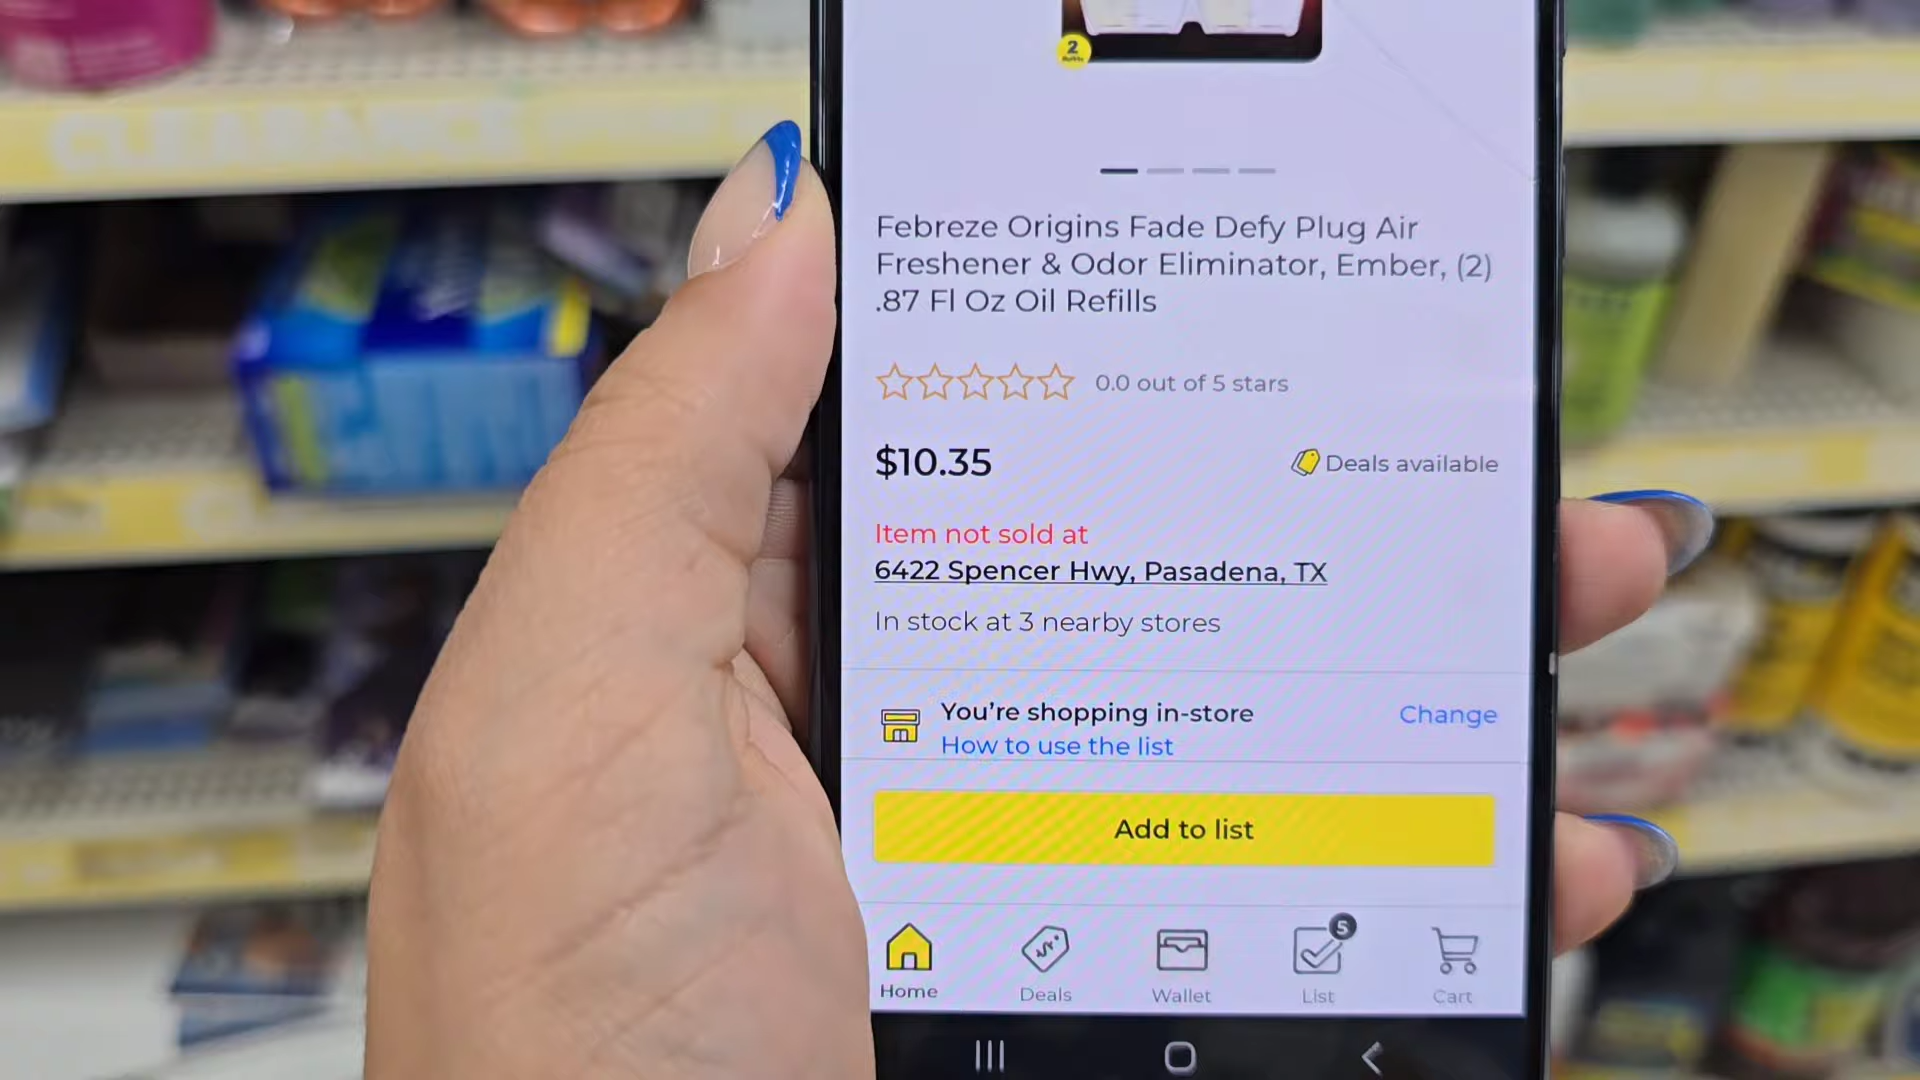 CLEARANCE
2
Febreze Origins Fade Defy Plug Air
Freshener & Odor Eliminator, Ember, (2)
.87 Fl Oz Oil Refills
0.0 out of 5 stars
$10.35
Deals available
Item not sold at
6422 Spencer Hwy, Pasadena, TX
In stock at 3 nearby stores
You’re shopping in-store
Change
How to use the list
Add to list
5
Home
Deals
Wallet
List
Cart